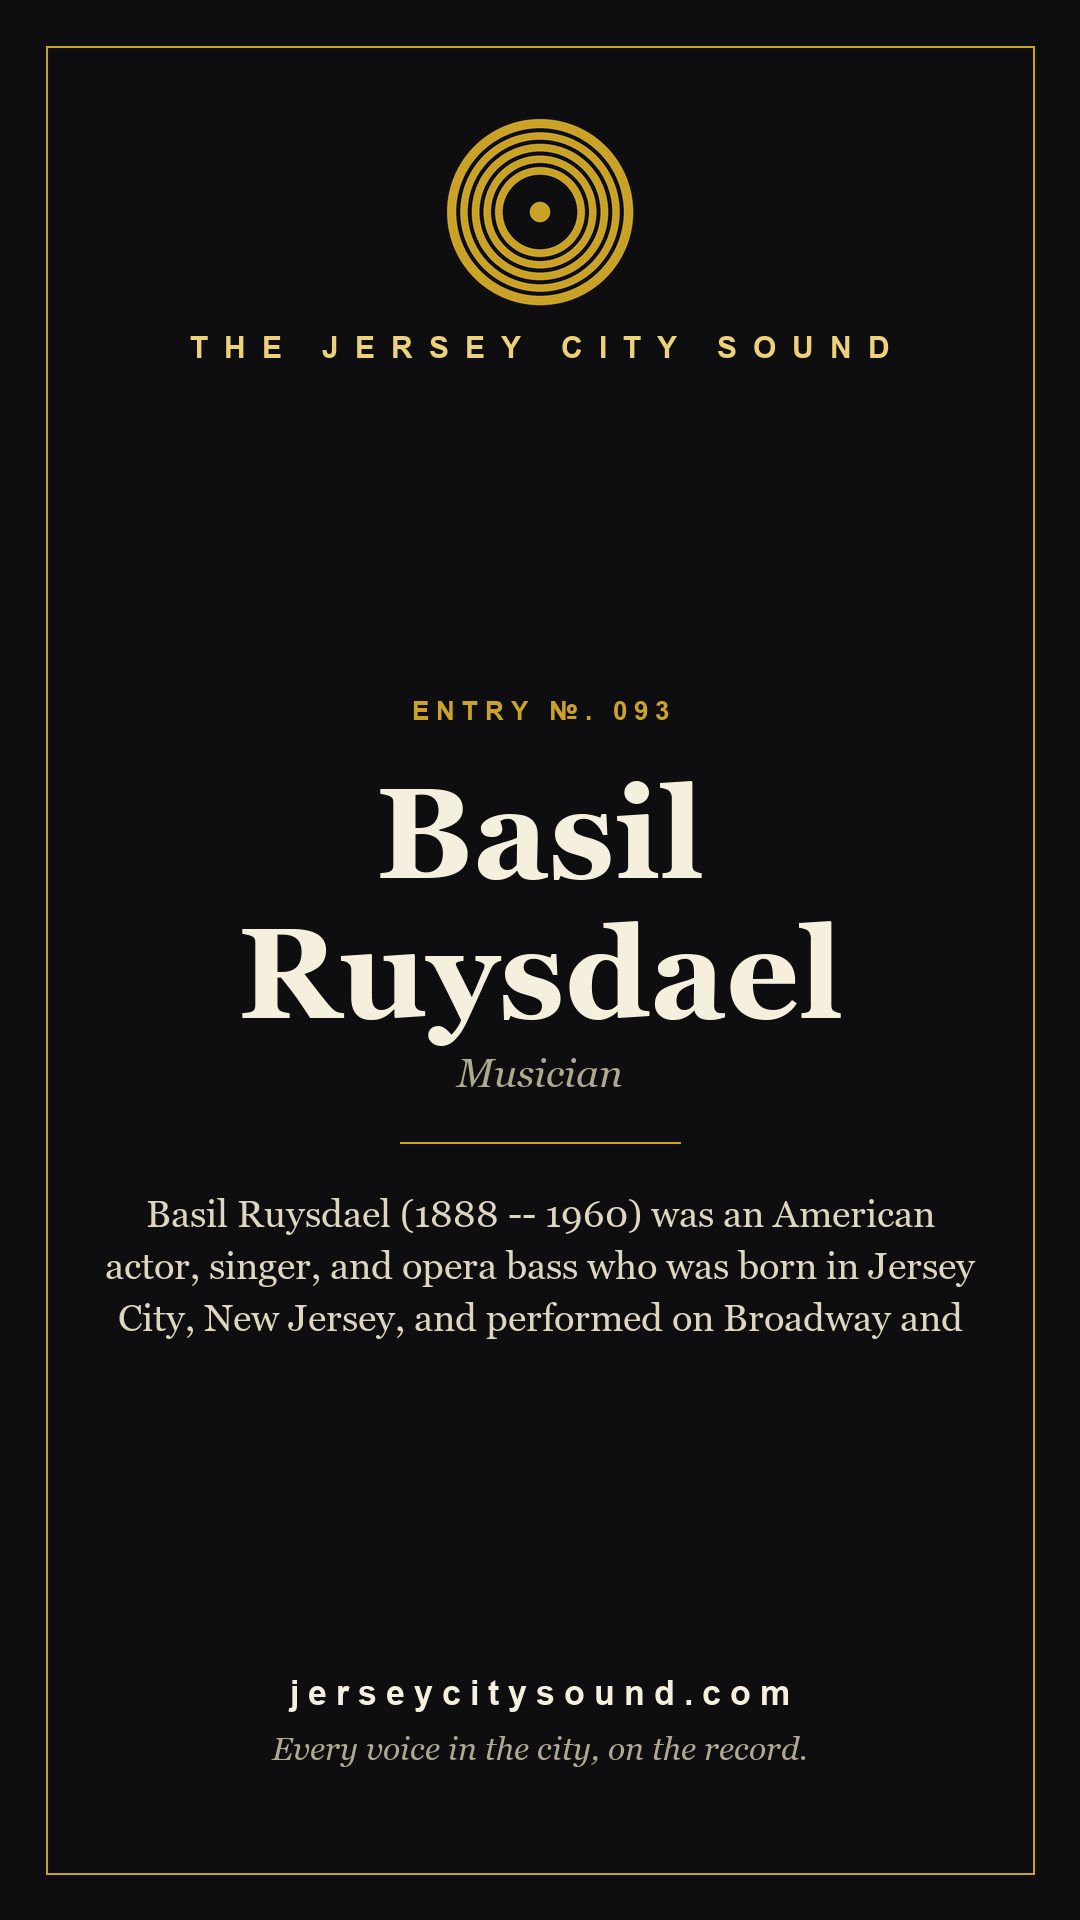 THE JERSEY CITY SOUND
ENTRY №. 093
Basil
Ruysdael
Musician
Basil Ruysdael (1888 -- 1960) was an American
actor, singer, and opera bass who was born in Jersey
City, New Jersey, and performed on Broadway and
jerseycitysound.com
Every voice in the city, on the record.